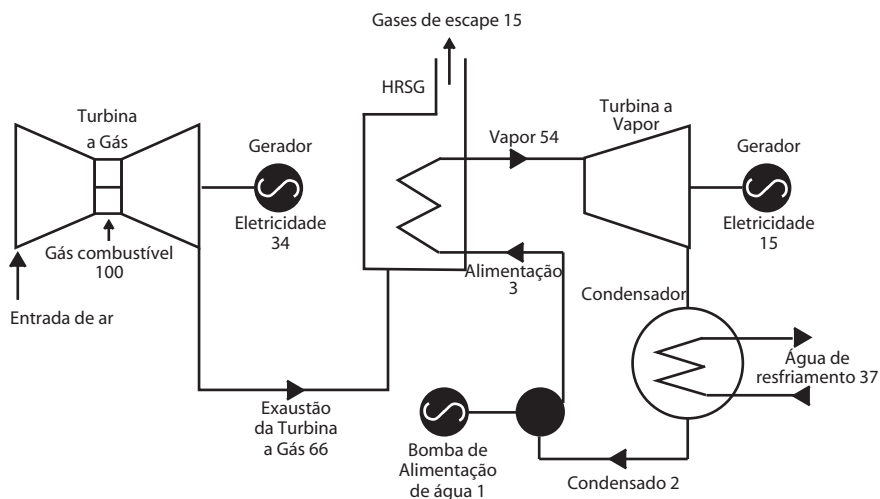 Gases de escape 15
HRSG
Turbina
a Gás
Gerador
Eletricidade
34
Gás combustível
100
Entrada de ar
Vapor 54
Turbina a
Vapor
Gerador
Eletricidade
15
Alimentação
3
Condensador
Água de
resfriamento 37
Exaustão
da Turbina
a Gás 66
Bomba de
Alimentação
de água 1
Condensado 2